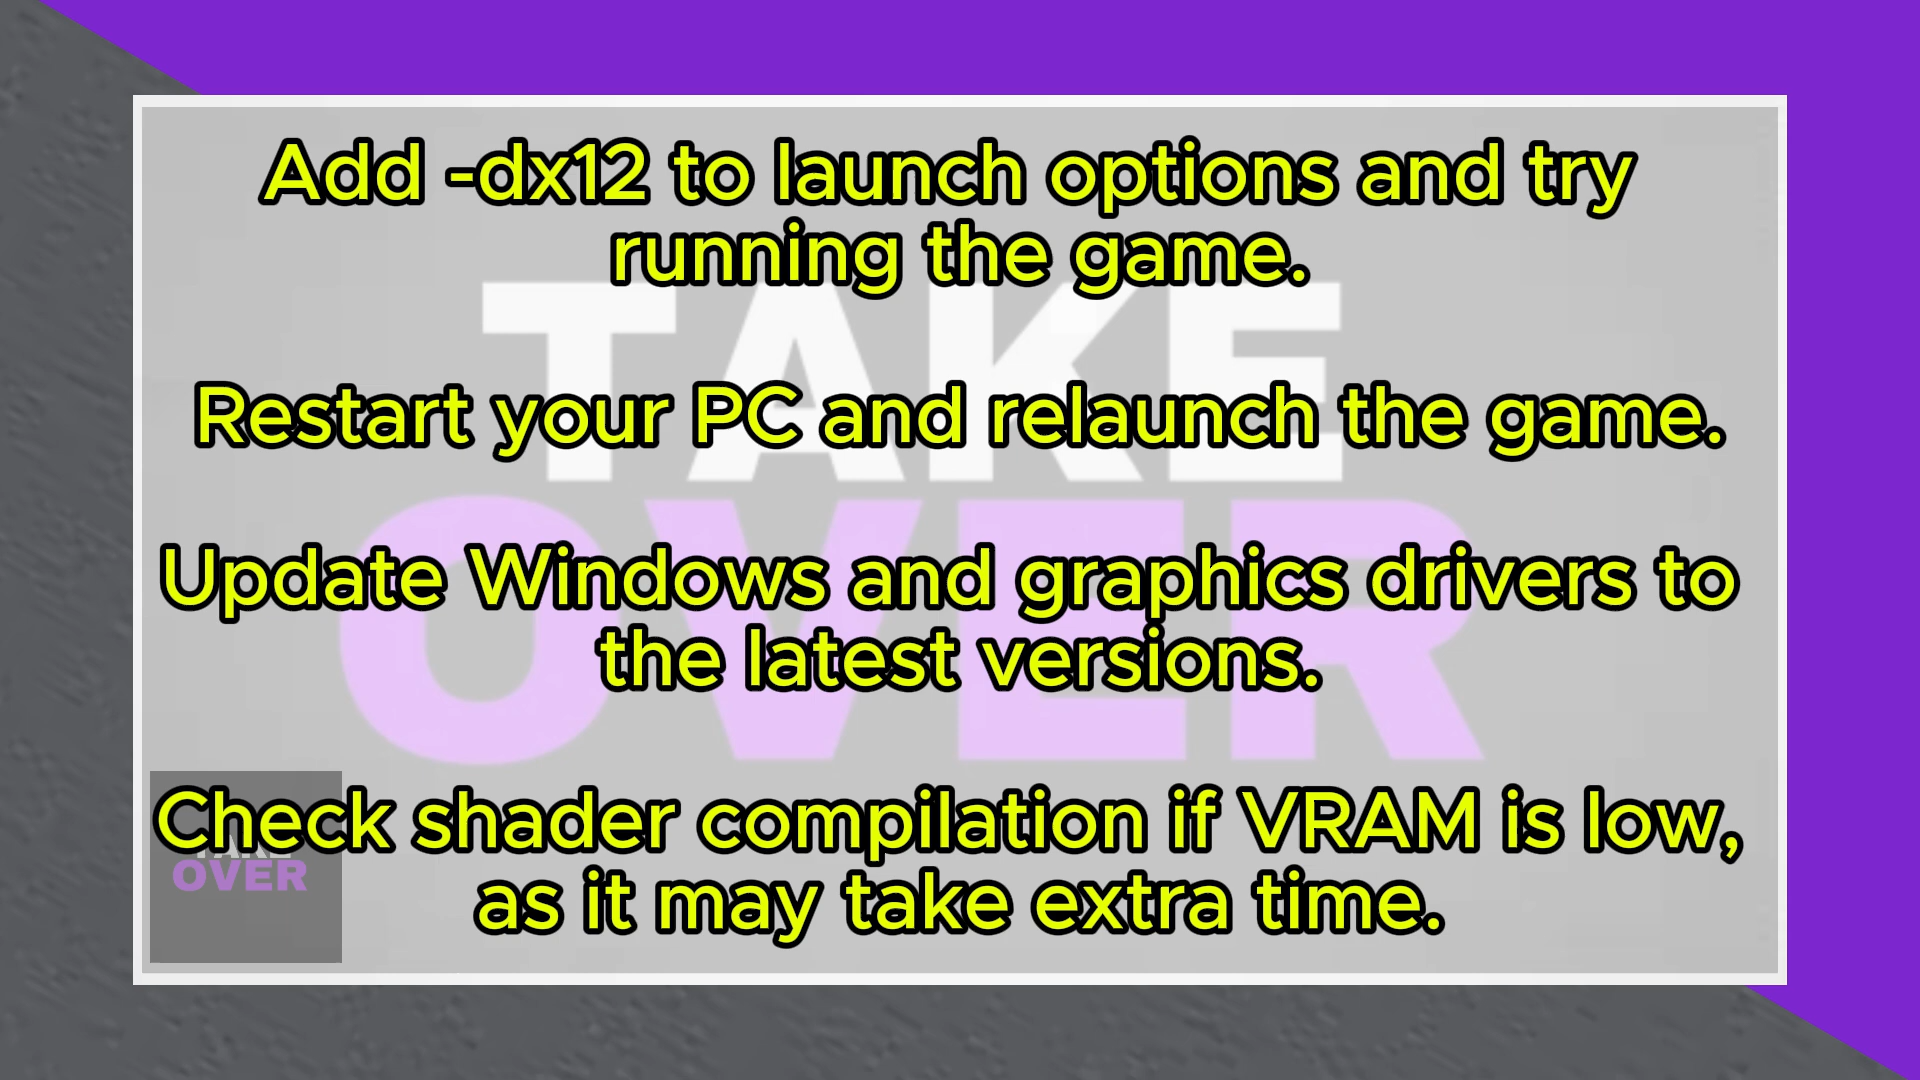 Add -dx12 to launch options and try
running the game.
TAKE
Restart your PC and relaunch the game.
OVER
Update Windows and graphics drivers to
the latest versions.
Check shader compilation if VRAM is low,
TAKE
OVER
as it may take extra time.